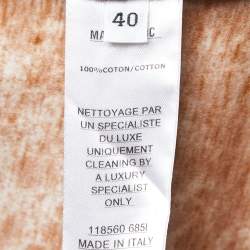 40
100%COTON/COTTON
NETTOYAGE PAR
UN SPECIALISTE
DU LUXE
UNIQUEMENT
CLEANING BY
A LUXURY
SPECIALIST
ONLY
118560 685I
MADE IN ITALY